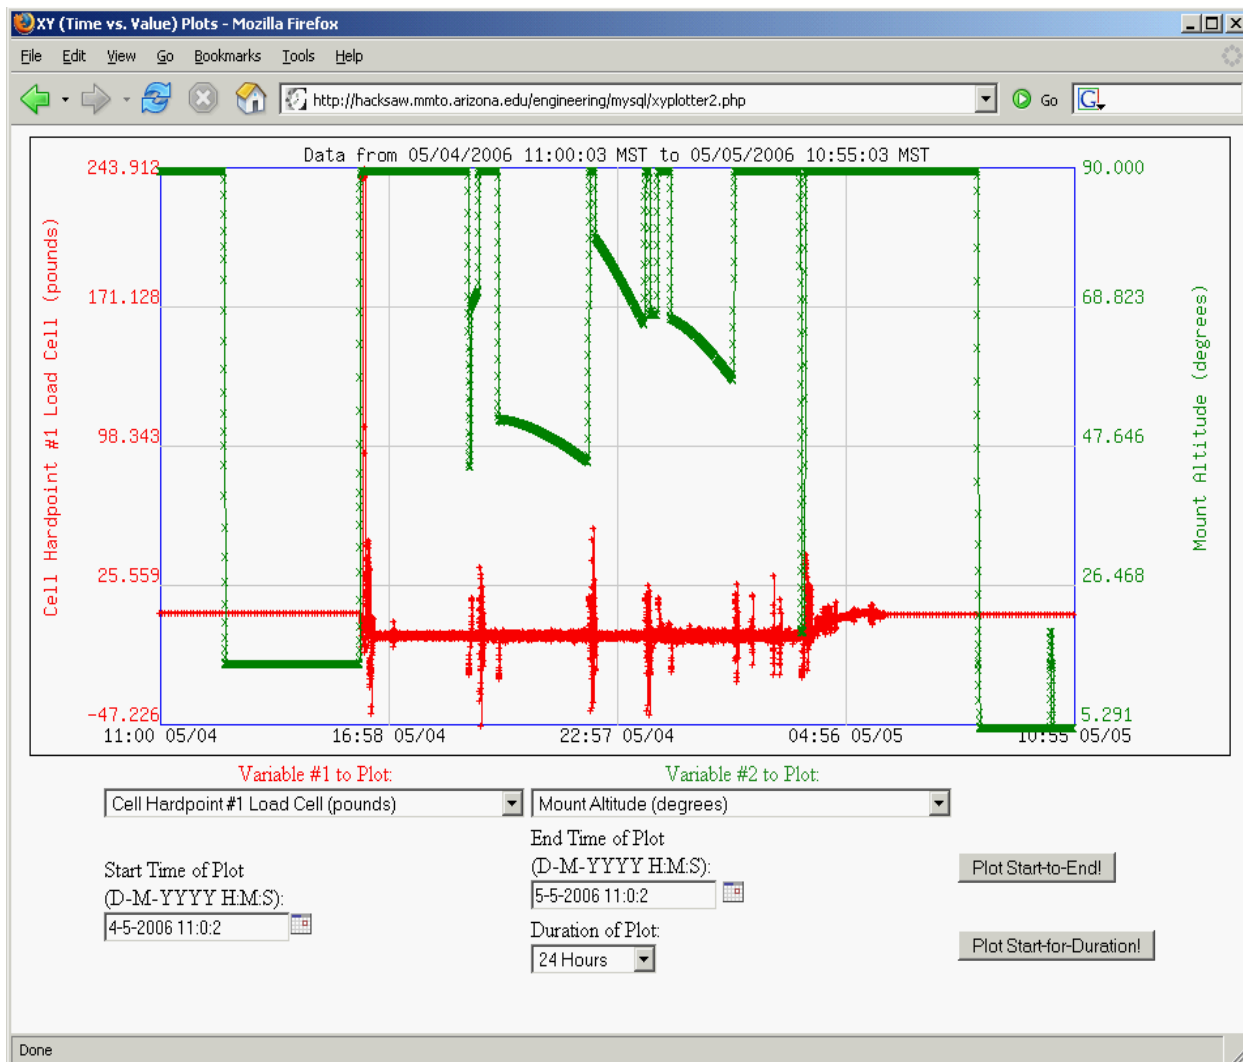 XY (Time vs. Value) Plots - Mozilla Firefox
File Edit View Go Bookmarks Tools Help
http://hacksaw.mmto.arizona.edu/engineering/mysql/xyplotter2.php Go G
Data from 05/04/2006 11:00:03 MST to 05/05/2006 10:55:03 MST
243.912 90.000
171.128 68.823
98.343 47.646
25.559 26.468
-47.226 5.291
Cell Hardpoint #1 Load Cell (pounds)
Mount Altitude (degrees)
11:00 05/04 16:58 05/04 22:57 05/04 04:56 05/05 10:55 05/05
Variable #1 to Plot: Variable #2 to Plot:
Cell Hardpoint #1 Load Cell (pounds) Mount Altitude (degrees)
Start Time of Plot
(D-M-YYYY H:M:S):
4-5-2006 11:0:2
End Time of Plot
(D-M-YYYY H:M:S):
5-5-2006 11:0:2
Duration of Plot:
24 Hours
Plot Start-to-End!
Plot Start-for-Duration!
Done